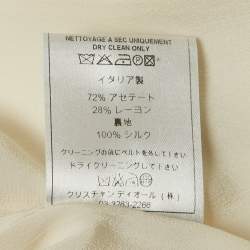 NETTOYAGE A SEC UNIQUEMENT
DRY CLEAN ONLY
イタリア製
72% アセテート
28% レーヨン
裏地
100% シルク
クリーニングの前にベルトを外して下さい
ドライクリーニングして下さい
クリスチャン ディオール (株)
03-3263-2266